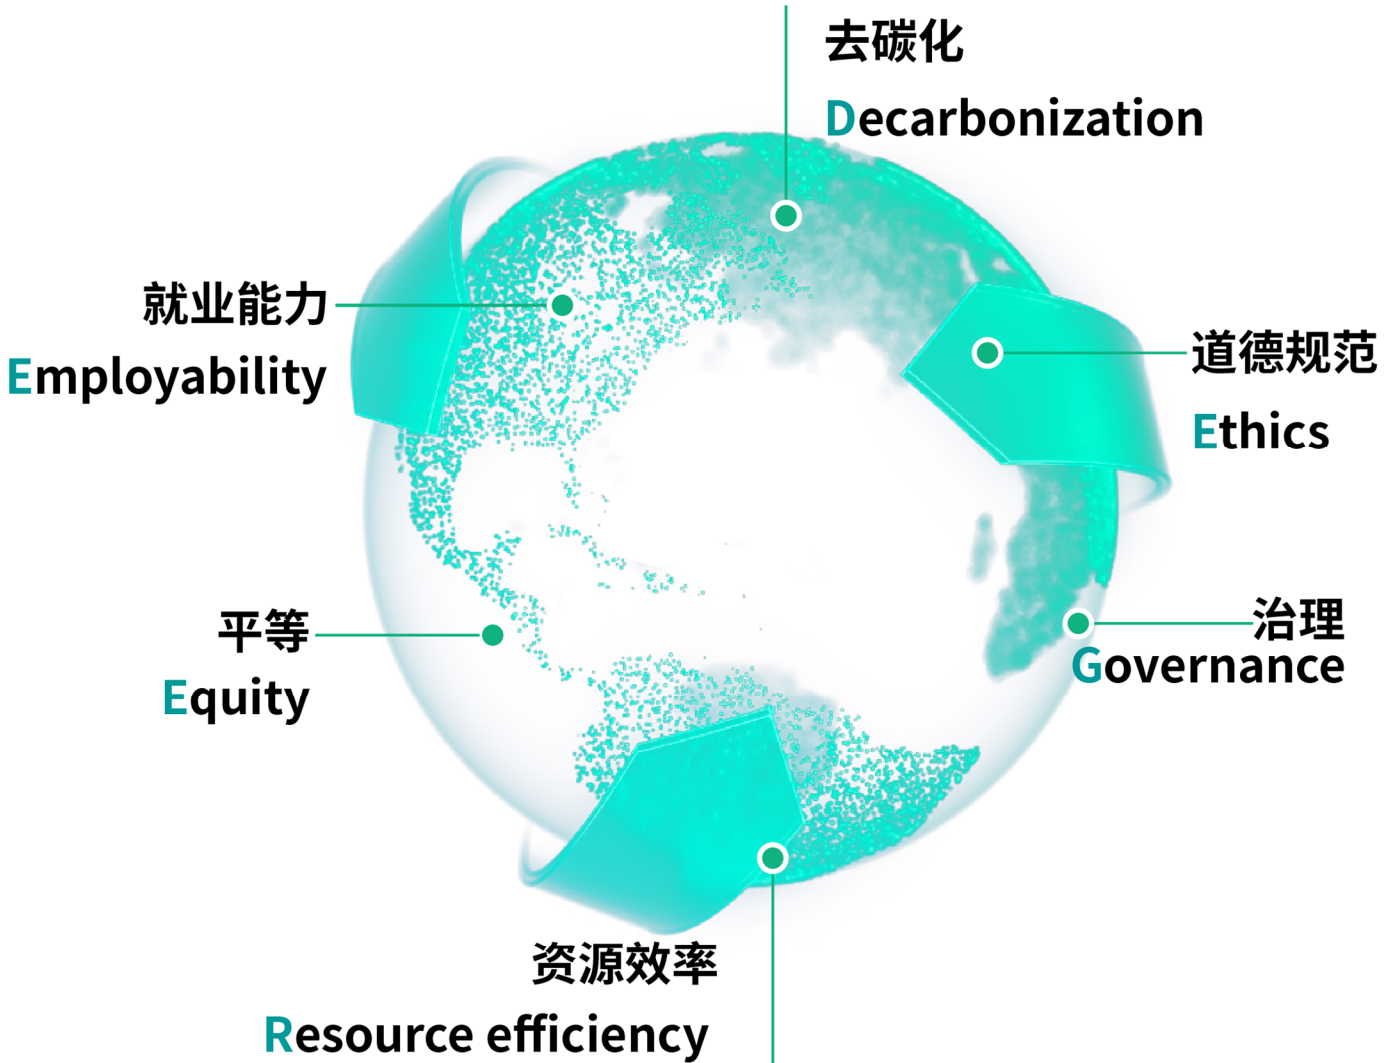 去碳化
Decarbonization
就业能力
Employability
道德规范
Ethics
平等
Equity
治理
Governance
资源效率
Resource efficiency